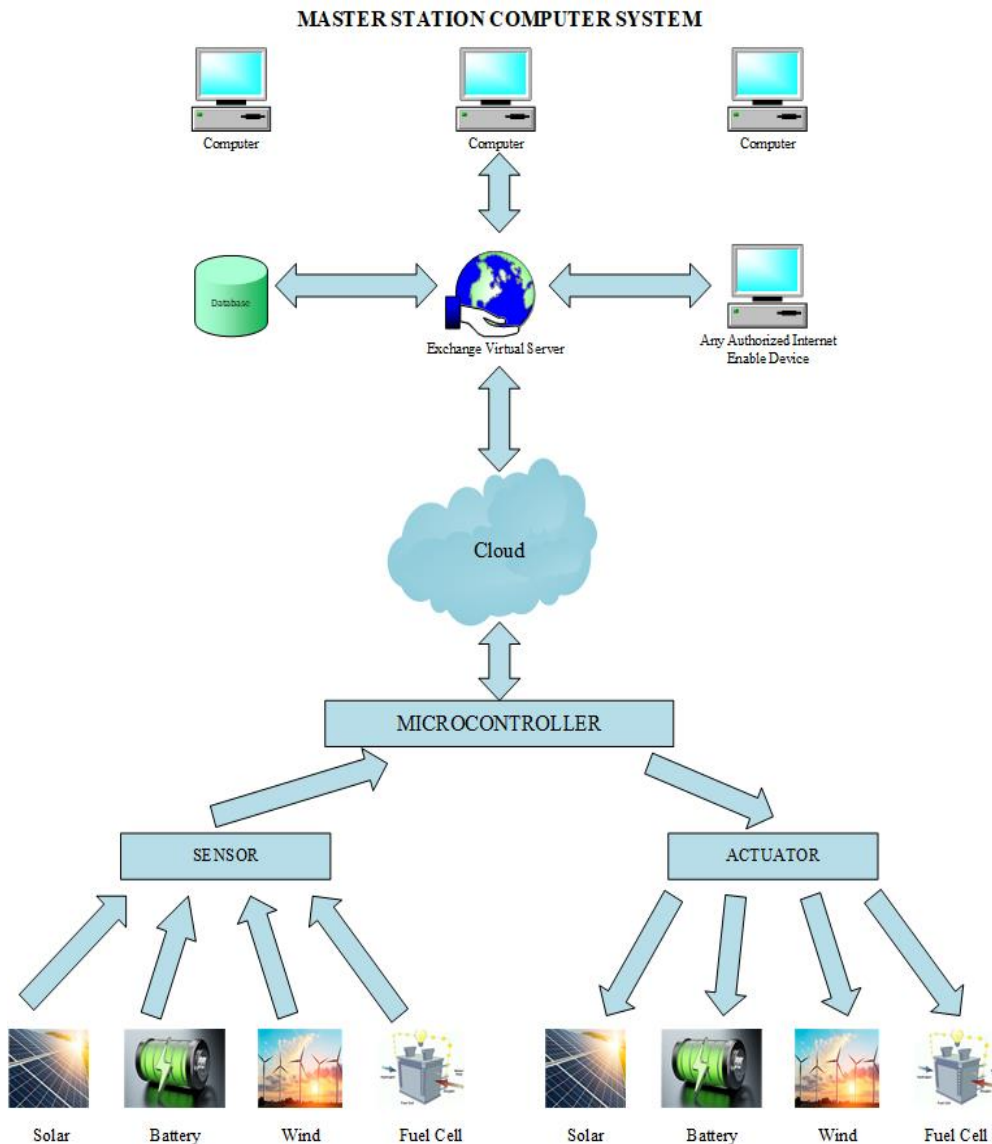 MASTER STATION COMPUTER SYSTEM
Computer
Computer
Computer
Database
Exchange Virtual Server
Any Authorized Internet
Enable Device
Cloud
MICROCONTROLLER
SENSOR
ACTUATOR
Solar
Battery
Wind
Fuel Cell
Solar
Battery
Wind
Fuel Cell